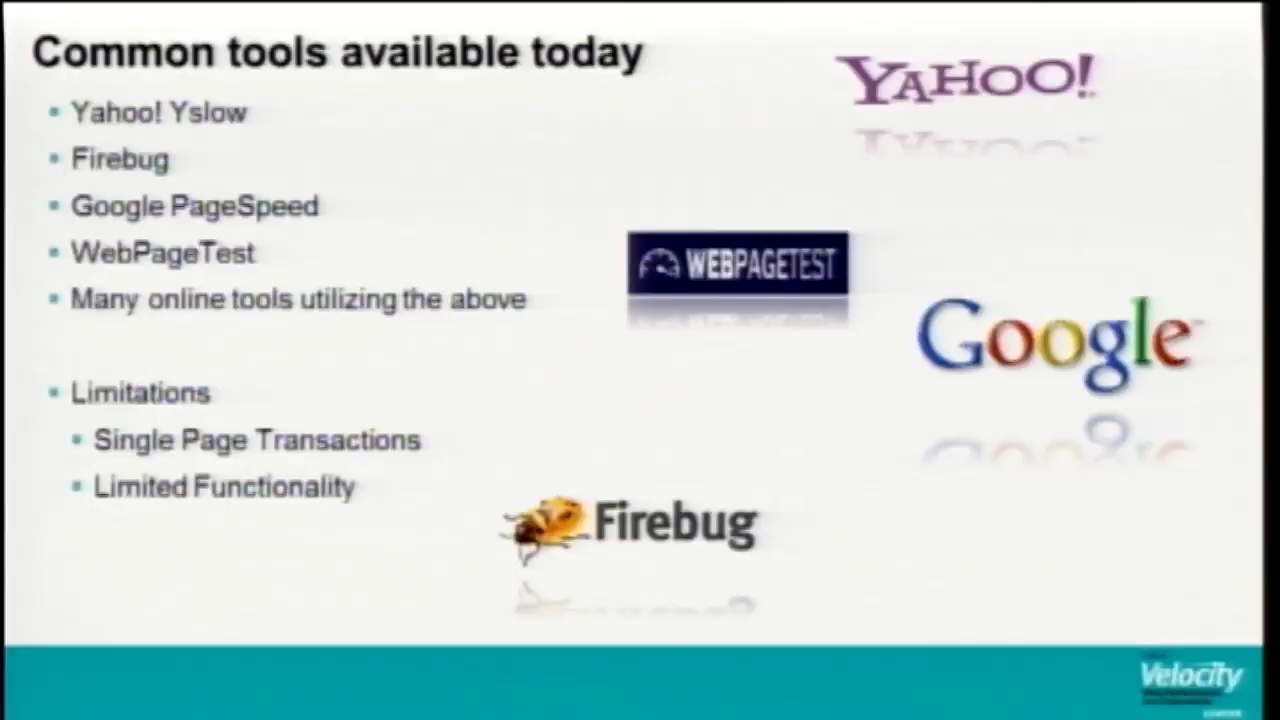 Common tools available today
Yahoo! Yslow
Firebug
Google PageSpeed
WebPageTest
Many online tools utilizing the above
Limitations
Single Page Transactions
Limited Functionality
YAHOO!
WEBPAGETEST
Google
Firebug
Velocity